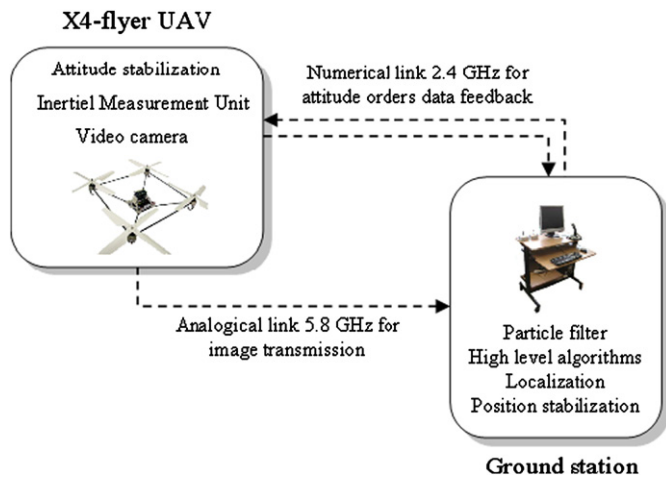 X4-flyer UAV
Attitude stabilization
Inertiel Measurement Unit
Video camera
Numerical link 2.4 GHz for
attitude orders data feedback
Analogical link 5.8 GHz for
image transmission
Particle filter
High level algorithms
Localization
Position stabilization
Ground station